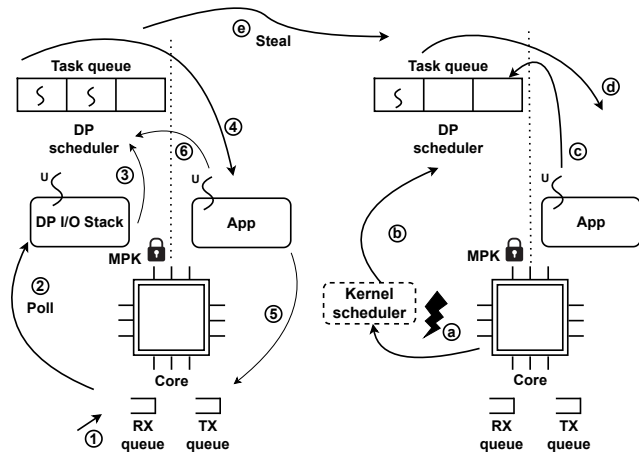 e
Steal
Task queue
4
DP
scheduler
6
3
U
U
DP I/O Stack
App
MPK
2
Poll
5
Core
1
RX
queue
TX
queue
Task queue
d
DP
scheduler
c
U
b
App
MPK
Kernel
scheduler
a
Core
RX
queue
TX
queue